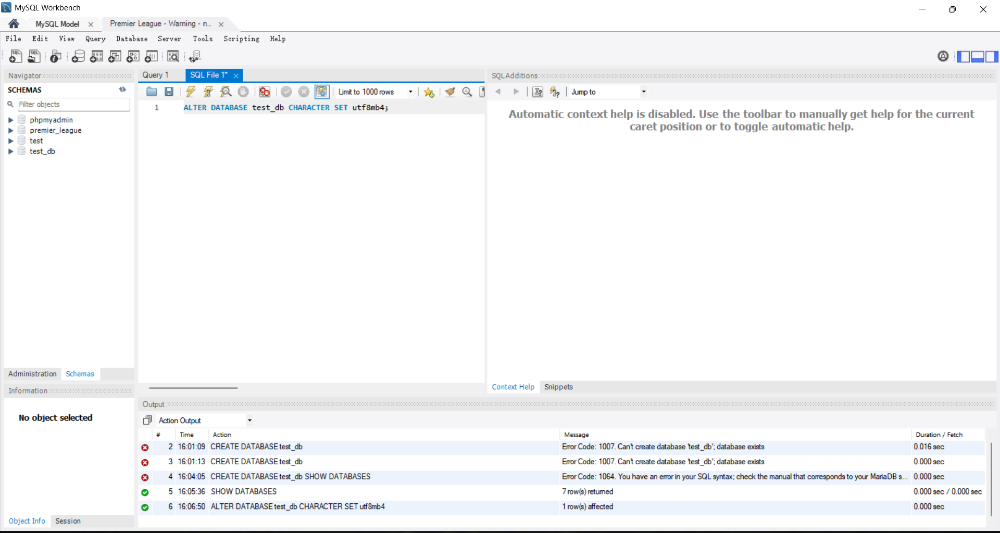 MySQL Workbench
MySQL Model
Premier League - Warning - n...
File Edit View Query Database Server Tools Scripting Help
Navigator
SCHEMAS
Filter objects
phpmyadmin
premier_league
test
test_db
Administration Schemas
Information
No object selected
Object Info Session
Query 1
SQL File 1*
Limit to 1000 rows
1 ALTER DATABASE test_db CHARACTER SET utf8mb4;
SQLAdditions
Jump to
Automatic context help is disabled. Use the toolbar to manually get help for the current
caret position or to toggle automatic help.
Context Help Snippets
Output
Action Output
# Time Action Message Duration / Fetch
2 16:01:09 CREATE DATABASE test_db Error Code: 1007. Can't create database 'test_db'; database exists 0.016 sec
3 16:01:13 CREATE DATABASE test_db Error Code: 1007. Can't create database 'test_db'; database exists 0.000 sec
4 16:04:05 CREATE DATABASE test_db SHOW DATABASES Error Code: 1064. You have an error in your SQL syntax; check the manual that corresponds to your MariaDB s... 0.000 sec
5 16:05:36 SHOW DATABASES 7 row(s) returned 0.000 sec / 0.000 sec
6 16:06:50 ALTER DATABASE test_db CHARACTER SET utf8mb4 1 row(s) affected 0.000 sec